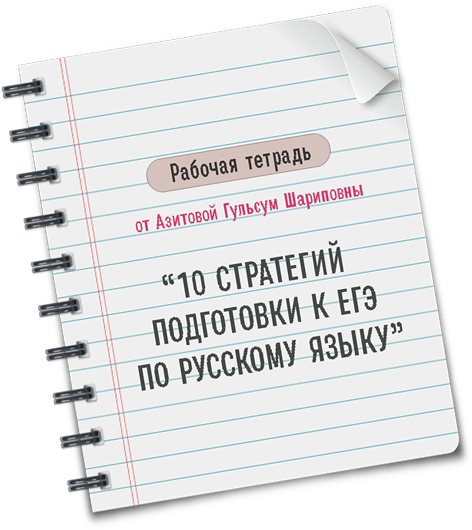 Рабочая тетрадь
от Азитовой Гульсум Шариповны
“10 СТРАТЕГИЙ
ПОДГОТОВКИ К ЕГЭ
ПО РУССКОМУ ЯЗЫКУ”